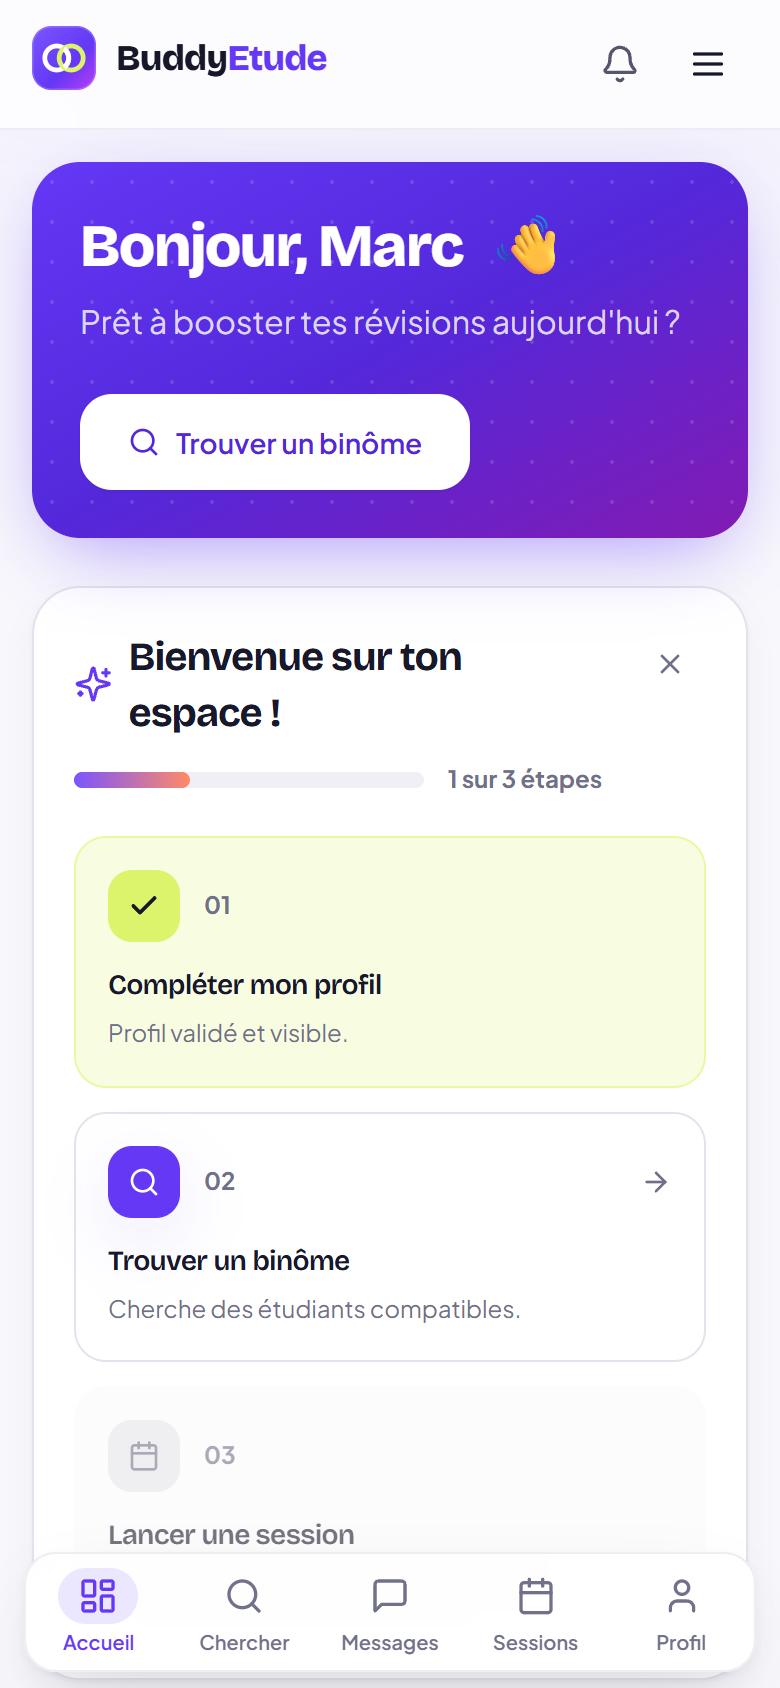 BuddyEtude
Bonjour, Marc 👋
Prêt à booster tes révisions aujourd'hui ?
Trouver un binôme
Bienvenue sur ton
espace !
1 sur 3 étapes
01
Compléter mon profil
Profil validé et visible.
02
Trouver un binôme
Cherche des étudiants compatibles.
03
Lancer une session
Accueil
Chercher
Messages
Sessions
Profil